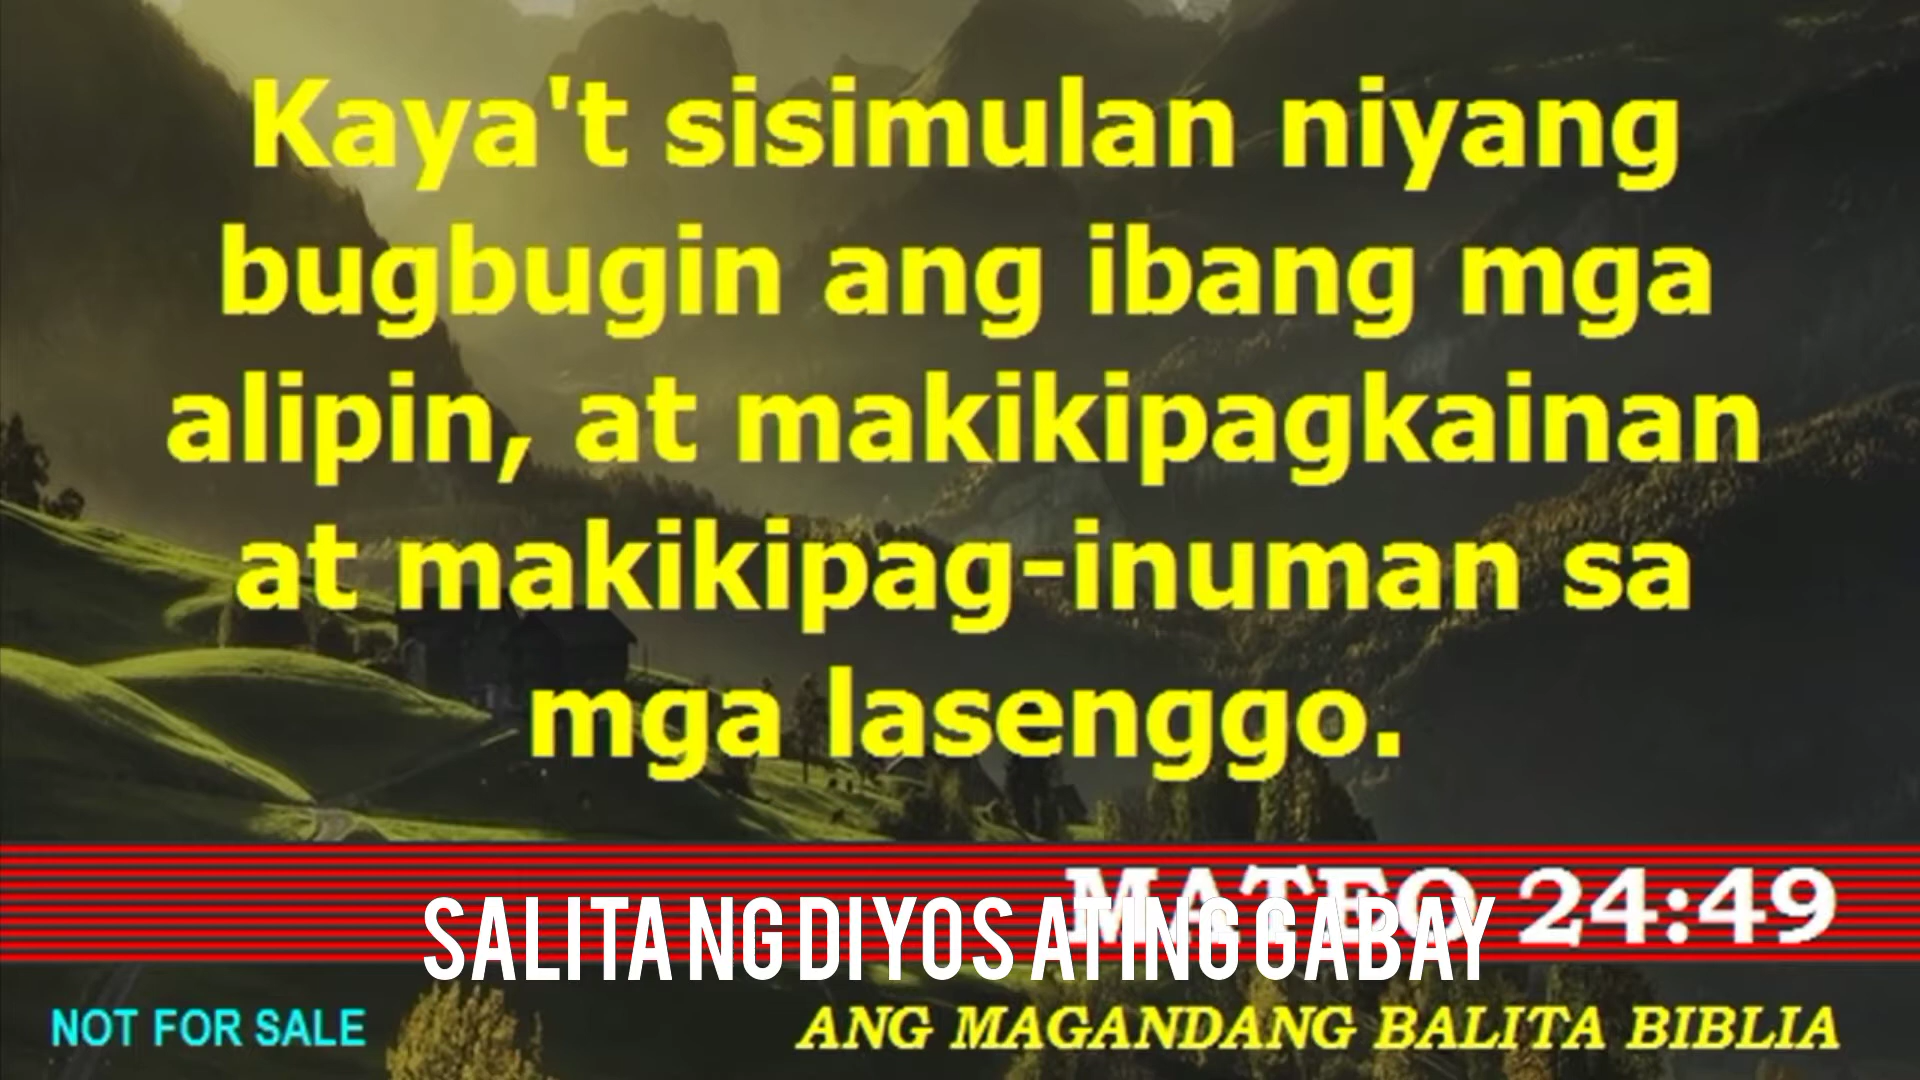 Kaya't sisimulan niyang
bugbugin ang ibang mga
alipin, at makikipagkainan
at makikipag-inuman sa
mga lasenggo.
MATEO 24:49
SALITA NG DIYOS ATING GABAY
NOT FOR SALE
ANG MAGANDANG BALITA BIBLIA